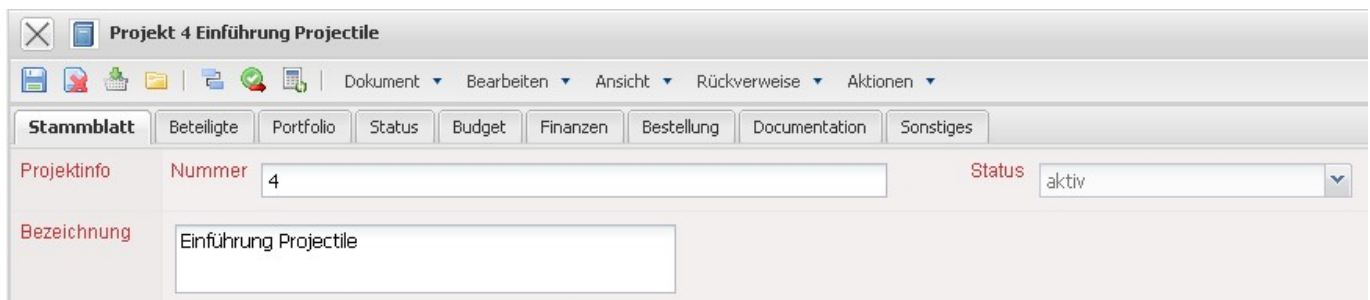 Projekt 4 Einführung Projectile
Dokument Bearbeiten Ansicht Rückverweise Aktionen
Stammblatt Beteiligte Portfolio Status Budget Finanzen Bestellung Documentation Sonstiges
Projektinfo Nummer 4 Status aktiv
Bezeichnung Einführung Projectile